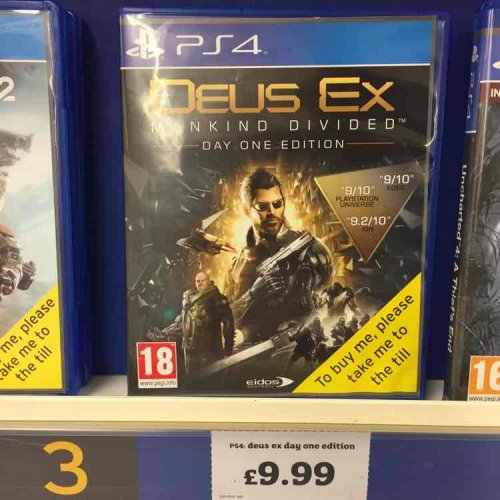 2
PS4
DEUS EX
MANKIND DIVIDED™
DAY ONE EDITION
"9/10"
PLAYSTATION
UNIVERSE
"9/10"
"9.2/10"
IGN
me, please
take me to
the till
To buy me, please
take me to
the till
18
www.pegi.info
eidos
Uncharted 4: A Thief's End
IN
16
3
PS4: deus ex day one edition
£9.99